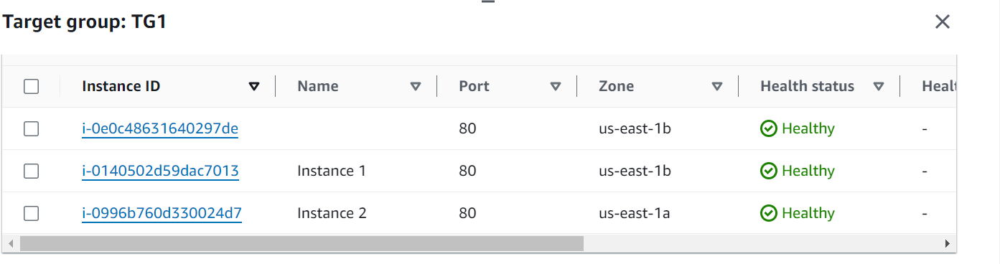 Target group: TG1
Instance ID Name Port Zone Health status Healt
i-0e0c48631640297de 80 us-east-1b Healthy -
i-0140502d59dac7013 Instance 1 80 us-east-1b Healthy -
i-0996b760d330024d7 Instance 2 80 us-east-1a Healthy -